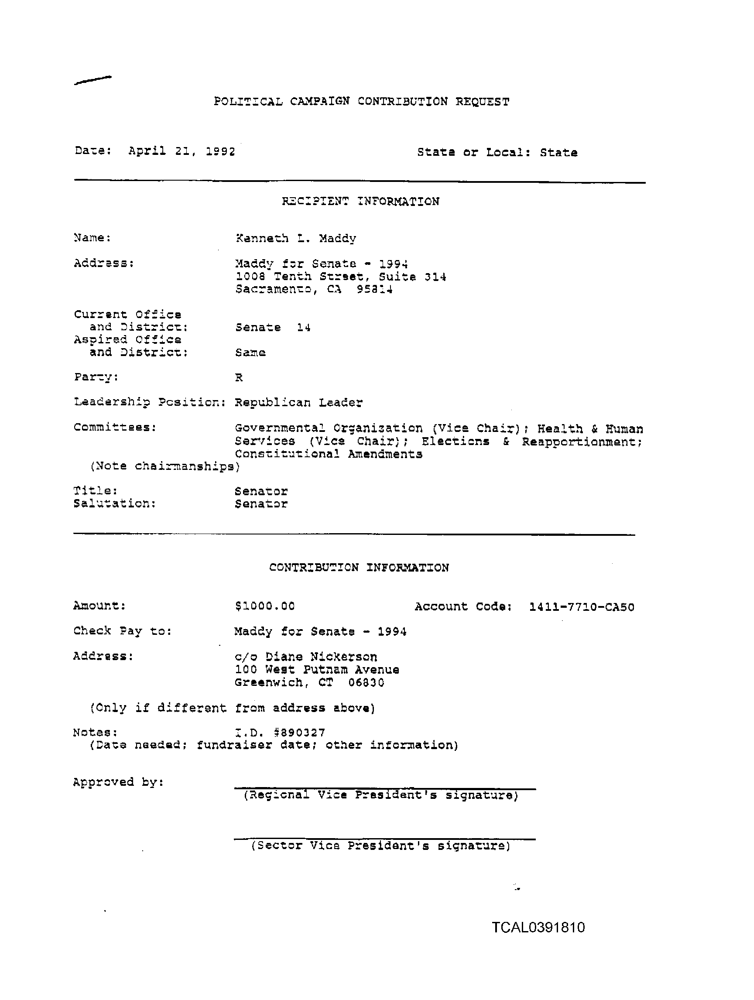 POLITICAL CAMPAIGN CONTRIBUTION REQUEST
Date: April 21, 1992 State or Local: State
RECIPIENT INFORMATION
Name: Kenneth L. Maddy
Address: Maddy for Senate - 1994
1008 Tenth Street, Suite 314
Sacramento, CA 95814
Current Office
and District: Senate 14
Aspired Office
and District: Same
Party: R
Leadership Position: Republican Leader
Committees: Governmental Organization (Vice Chair); Health & Human
Services (Vice Chair); Elections & Reapportionment;
Constitutional Amendments
(Note chairmanships)
Title: Senator
Salutation: Senator
CONTRIBUTION INFORMATION
Amount: $1000.00 Account Code: 1411-7710-CA50
Check Pay to: Maddy for Senate - 1994
Address: c/o Diane Nickerson
100 West Putnam Avenue
Greenwich, CT 06830
(Only if different from address above)
Notes: I.D. #890327
(Date needed; fundraiser date; other information)
Approved by:
(Regional Vice President's signature)
(Sector Vice President's signature)
TCAL0391810